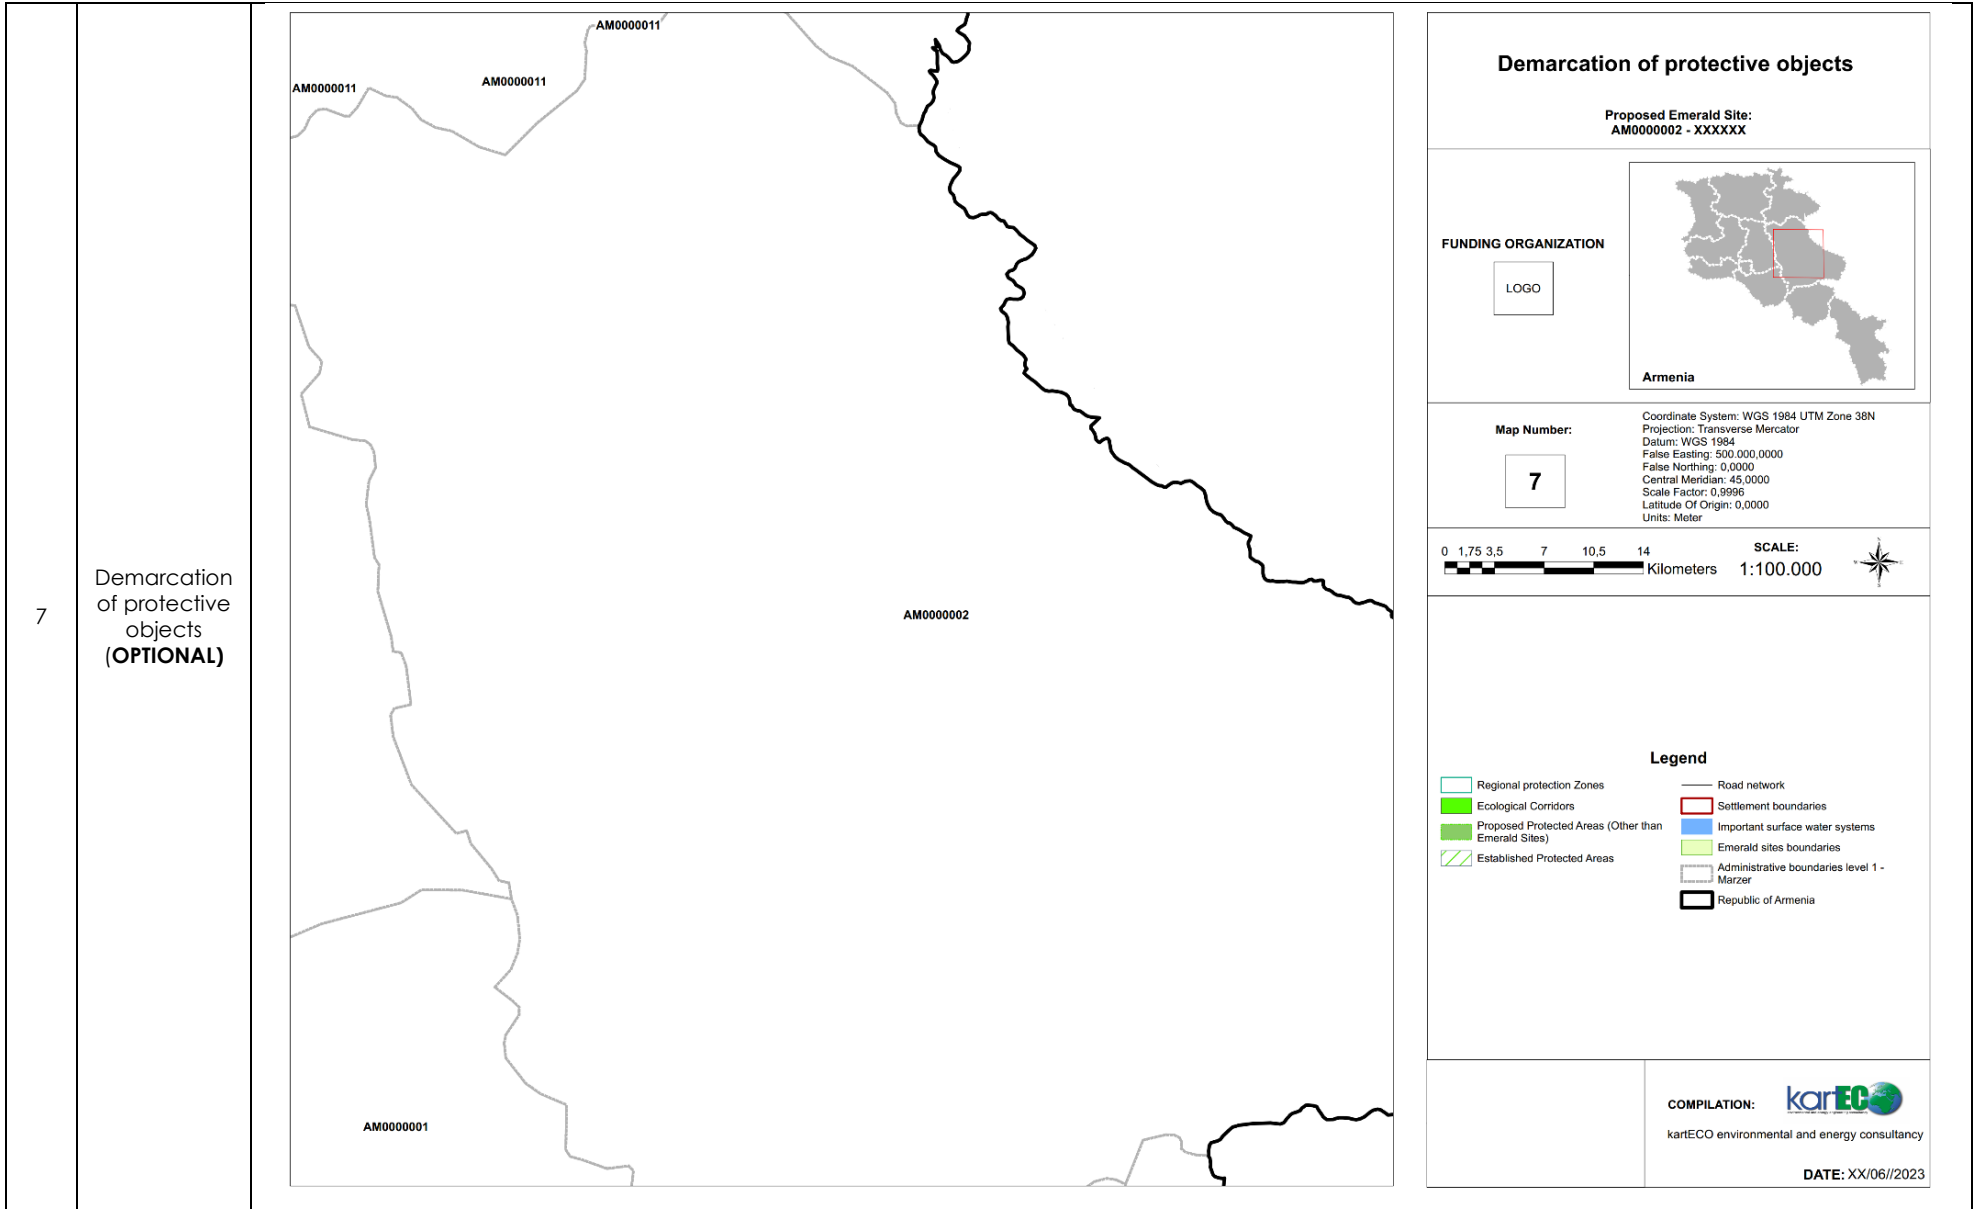 7
Demarcation
of protective
objects
(OPTIONAL)
AM0000011
AM0000011
AM0000011
AM0000002
AM0000001
Demarcation of protective objects
Proposed Emerald Site:
AM0000002 - XXXXXX
FUNDING ORGANIZATION
LOGO
Armenia
Map Number:
7
Coordinate System: WGS 1984 UTM Zone 38N
Projection: Transverse Mercator
Datum: WGS 1984
False Easting: 500.000,0000
False Northing: 0,0000
Central Meridian: 45,0000
Scale Factor: 0,9996
Latitude Of Origin: 0,0000
Units: Meter
0 1,75 3,5 7 10,5 14
Kilometers
SCALE:
1:100.000
Legend
Regional protection Zones
Ecological Corridors
Proposed Protected Areas (Other than
Emerald Sites)
Established Protected Areas
Road network
Settlement boundaries
Important surface water systems
Emerald sites boundaries
Administrative boundaries level 1 -
Marzer
Republic of Armenia
COMPILATION:
kartECO
kartECO environmental and energy consultancy
DATE: XX/06//2023